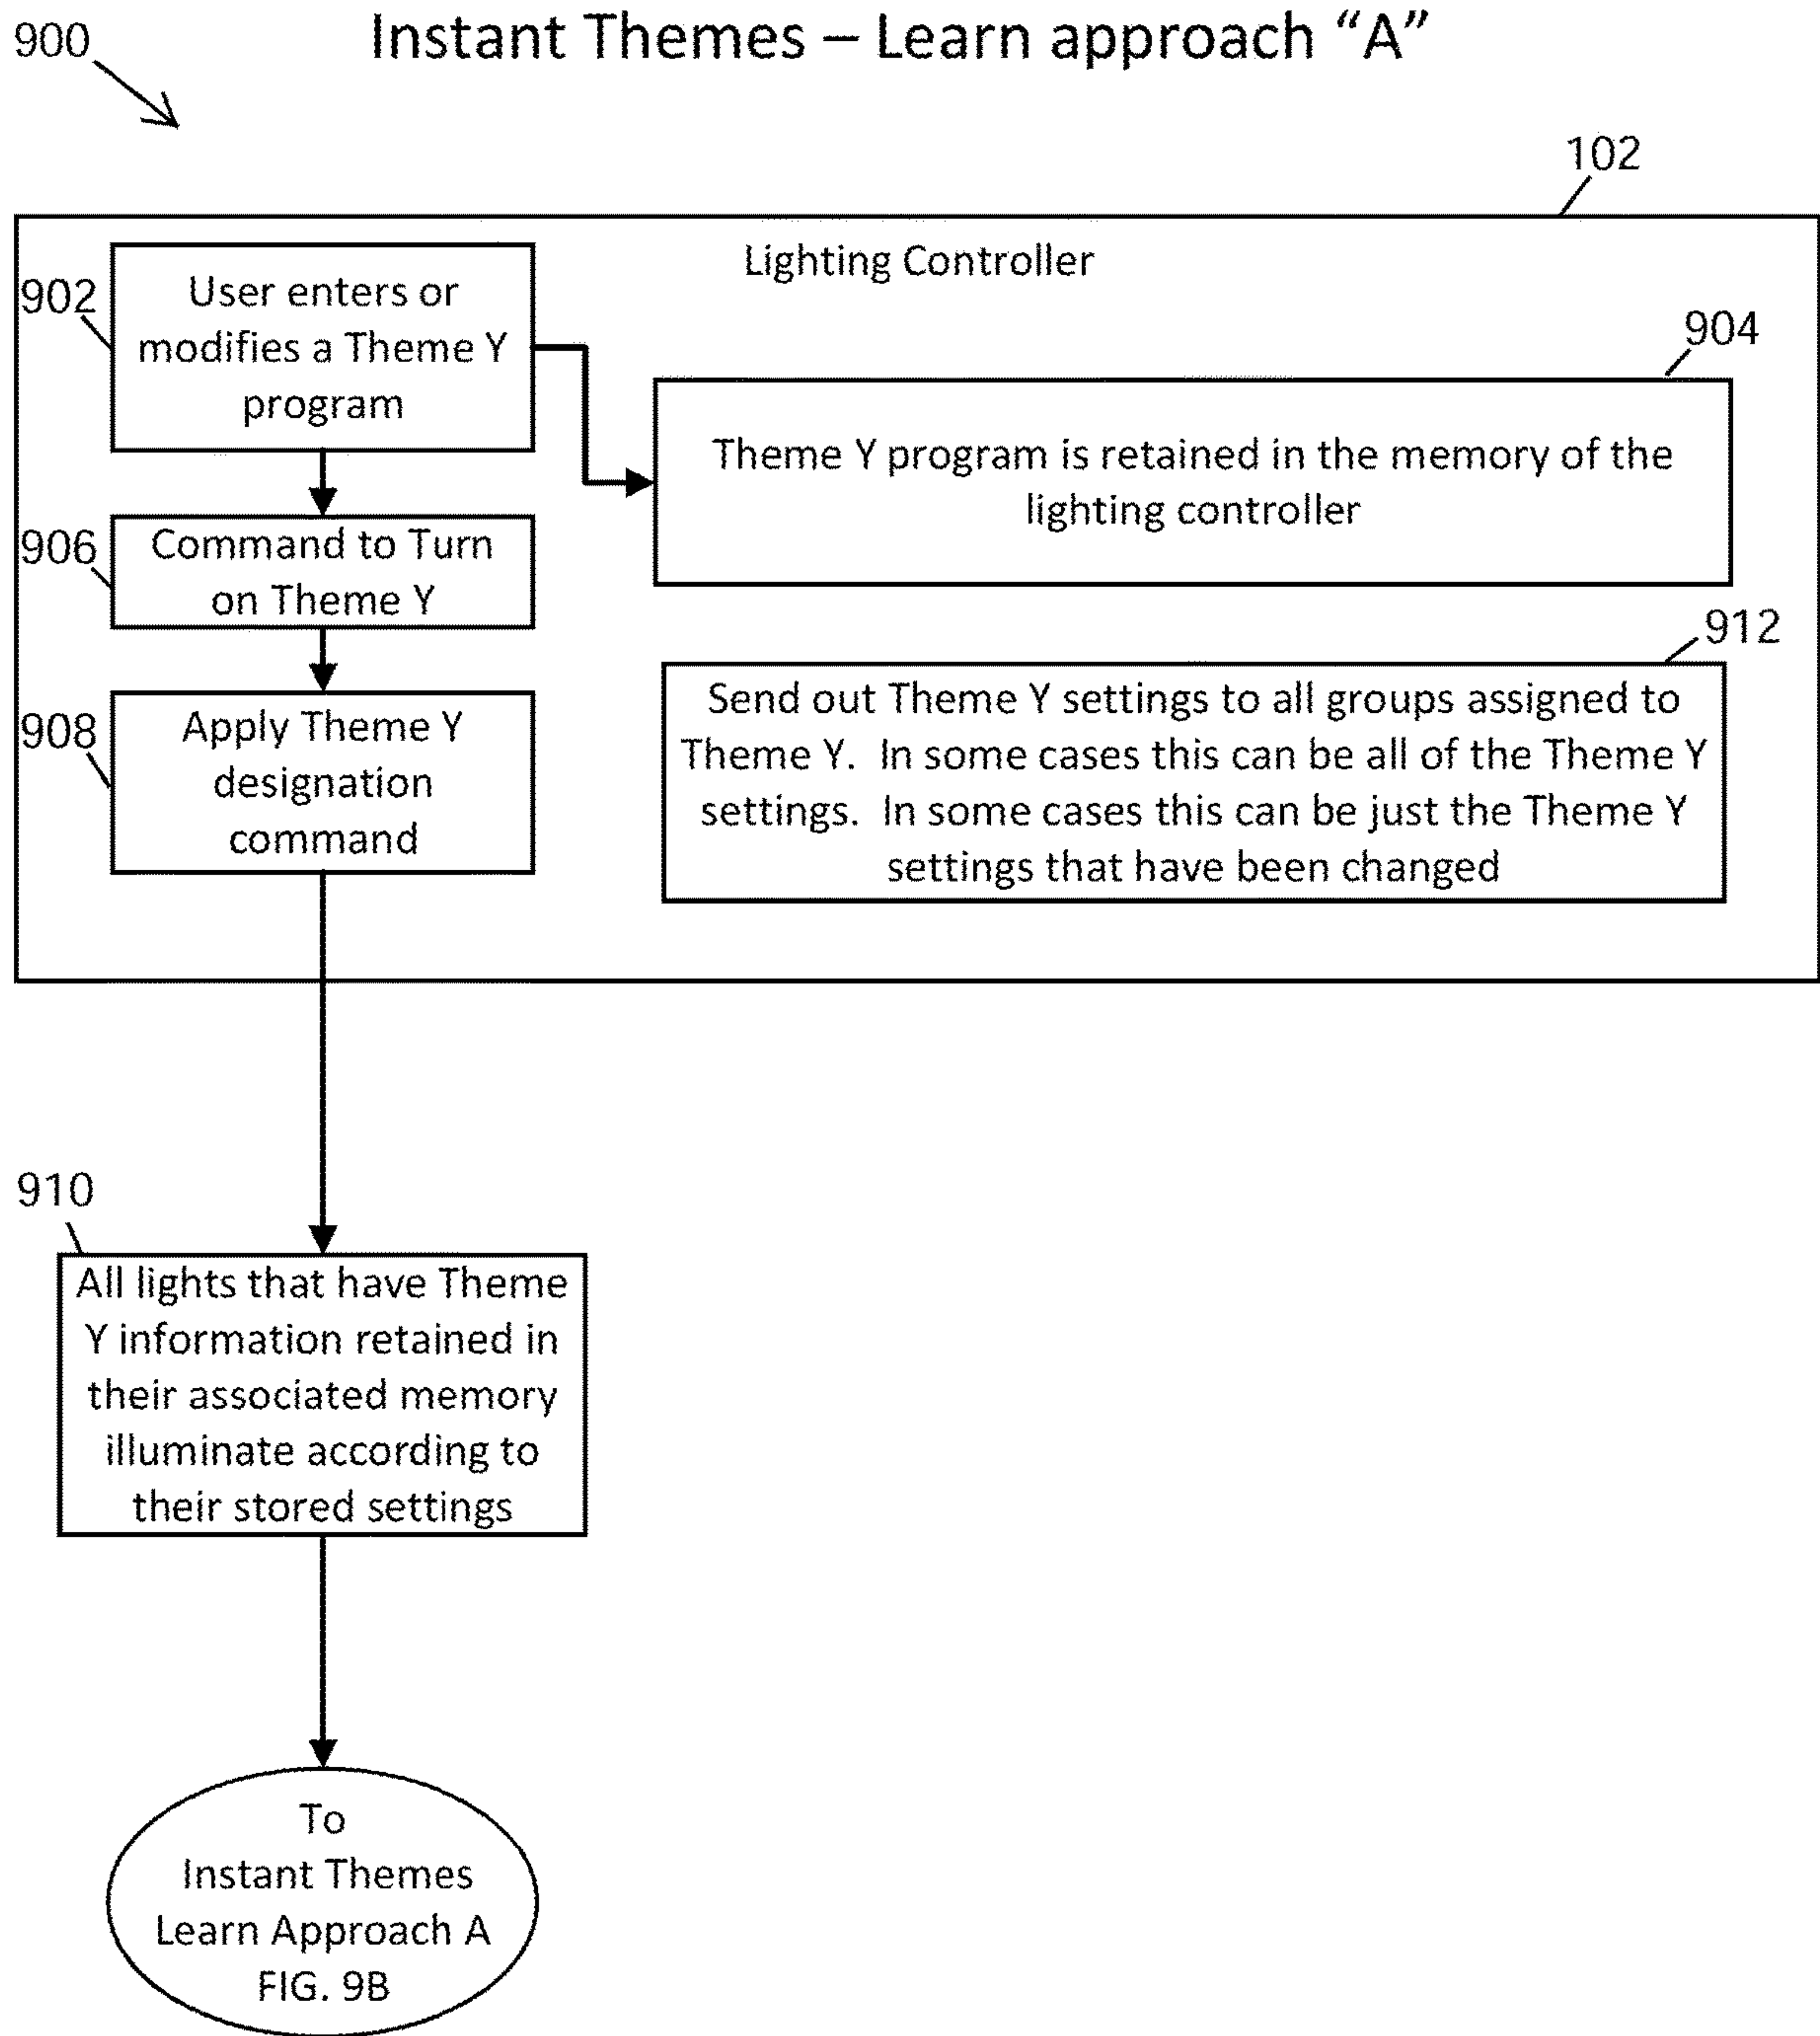 Instant Themes – Learn approach “A”
900
102
Lighting Controller
902
User enters or
modifies a Theme Y
program
904
Theme Y program is retained in the memory of the
lighting controller
906
Command to Turn
on Theme Y
908
Apply Theme Y
designation
command
912
Send out Theme Y settings to all groups assigned to
Theme Y. In some cases this can be all of the Theme Y
settings. In some cases this can be just the Theme Y
settings that have been changed
910
All lights that have Theme
Y information retained in
their associated memory
illuminate according to
their stored settings
To
Instant Themes
Learn Approach A
FIG. 9B